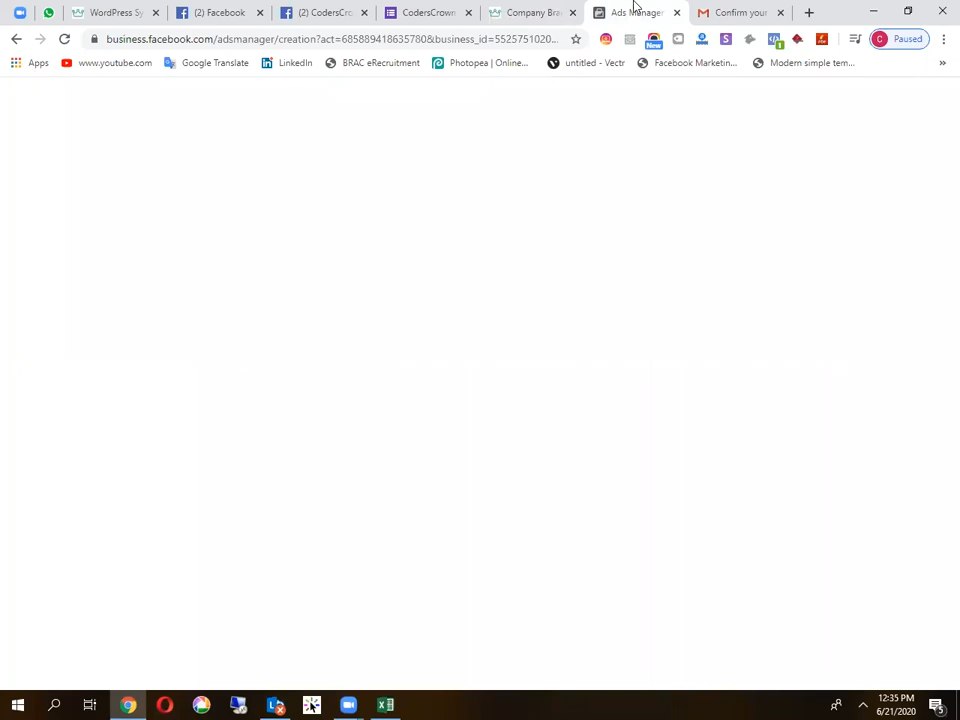 WordPress Sy (2) Facebook (2) CodersCro CodersCrown Company Bra Ads Manager Confirm your
business.facebook.com/adsmanager/creation?act=685889418635780&business_id=5525751020... New Paused
Apps www.youtube.com Google Translate LinkedIn BRAC eRecruitment Photopea | Online... untitled - Vectr Facebook Marketin... Modern simple tem... »
12:35 PM
6/21/2020
5